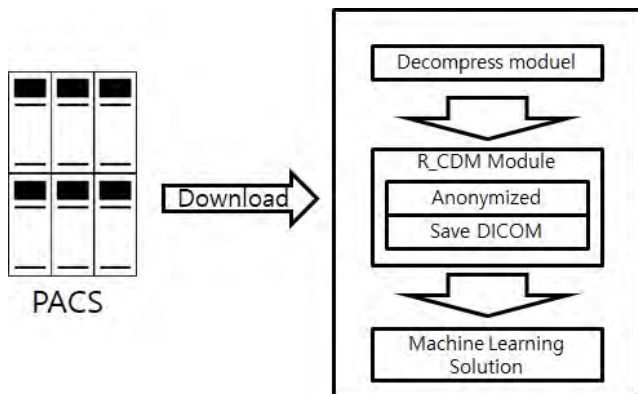 Decompress moduel
R_CDM Module
Anonymized
Save DICOM
Download
PACS
Machine Learning
Solution